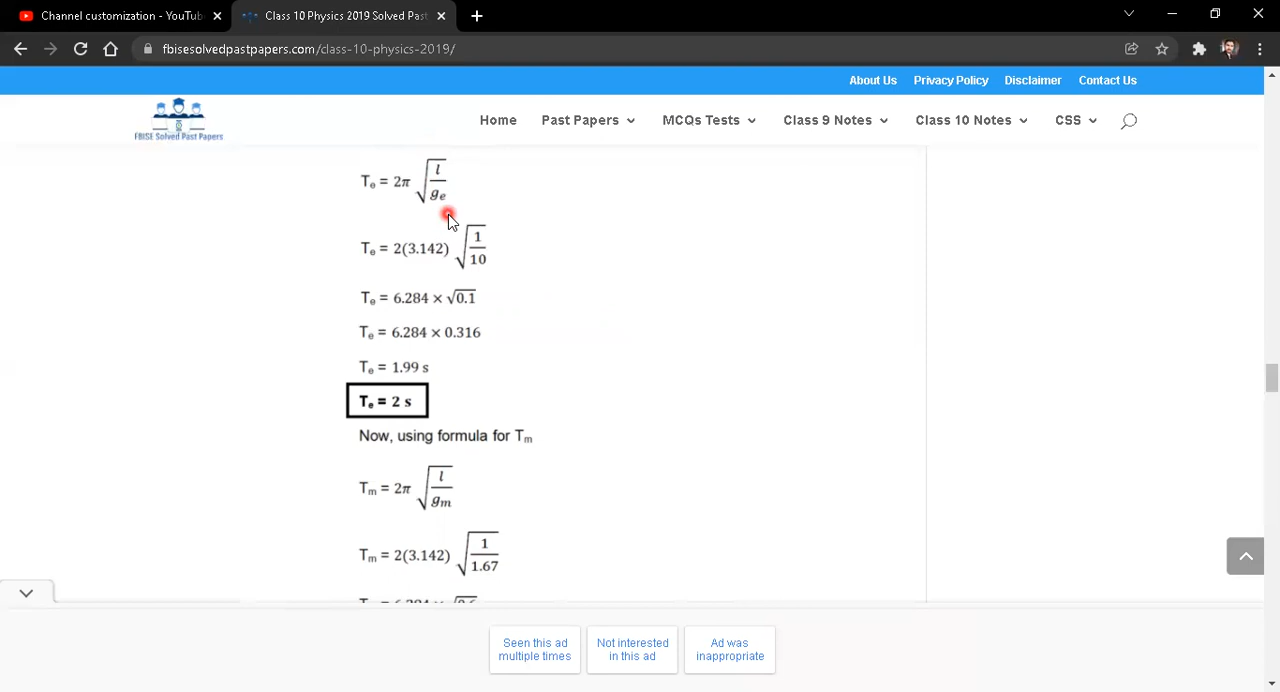 Channel customization - YouTub
Class 10 Physics 2019 Solved Past
fbisesolvedpastpapers.com/class-10-physics-2019/
About Us Privacy Policy Disclaimer Contact Us
FBISE Solved Past Papers
Home Past Papers MCQs Tests Class 9 Notes Class 10 Notes CSS
Tₑ = 2π √(l/gₑ)
Tₑ = 2(3.142) √(1/10)
Tₑ = 6.284 × √0.1
Tₑ = 6.284 × 0.316
Tₑ = 1.99 s
Tₑ = 2 s
Now, using formula for Tₘ
Tₘ = 2π √(l/gₘ)
Tₘ = 2(3.142) √(1/1.67)
Seen this ad multiple times
Not interested in this ad
Ad was inappropriate